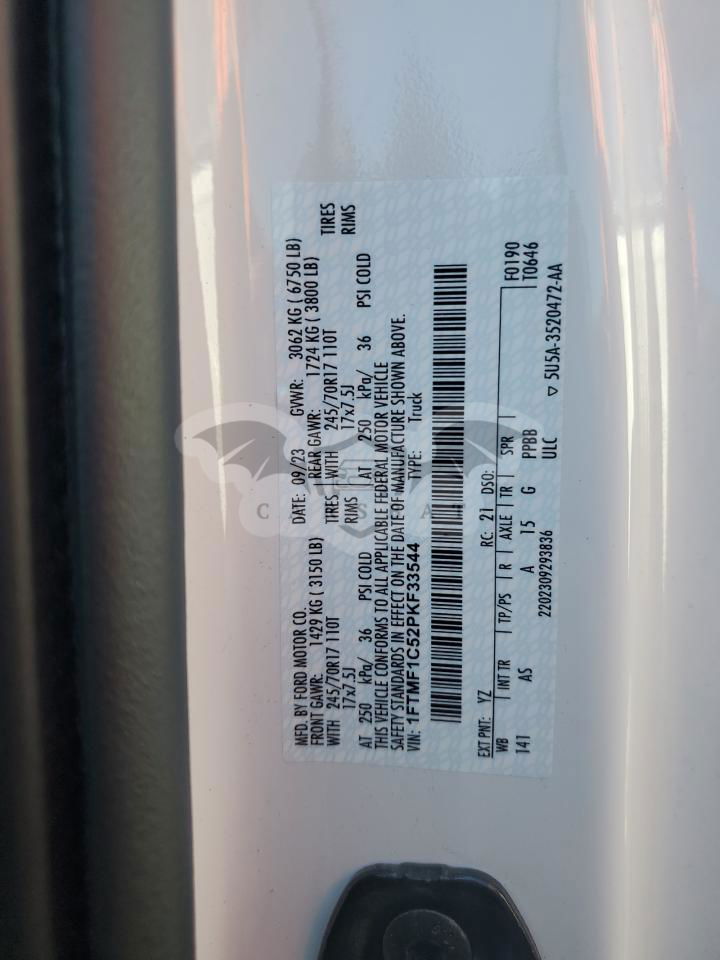 MFD. BY FORD MOTOR CO. DATE: 09/23 GVWR: 3062 KG ( 6750 LB)
FRONT GAWR: 1429 KG ( 3150 LB) REAR GAWR: 1724 KG ( 3800 LB)
WITH 245/70R17 110T TIRES WITH 245/70R17 110T TIRES
17x7.5J RIMS 17x7.5J RIMS
AT 250 kPa/ 36 PSI COLD AT 250 kPa/ 36 PSI COLD
THIS VEHICLE CONFORMS TO ALL APPLICABLE FEDERAL MOTOR VEHICLE
SAFETY STANDARDS IN EFFECT ON THE DATE OF MANUFACTURE SHOWN ABOVE.
VIN: 1FTMF1C52PKF33544 TYPE: Truck
EXT PNT: YZ RC: 21 DSO: F0190
WB INT TR TP/PS R AXLE TR SPR T0646
141 AS A 15 G PPBB
2202309293836 ULC
▽ 5U5A-3520472-AA
C S A